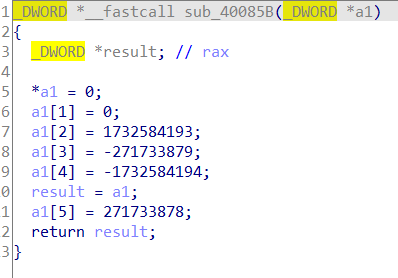 1 _DWORD *__fastcall sub_40085B(_DWORD *a1)
2 {
3 _DWORD *result; // rax
4
5 *a1 = 0;
6 a1[1] = 0;
7 a1[2] = 1732584193;
8 a1[3] = -271733879;
9 a1[4] = -1732584194;
0 result = a1;
1 a1[5] = 271733878;
2 return result;
3 }